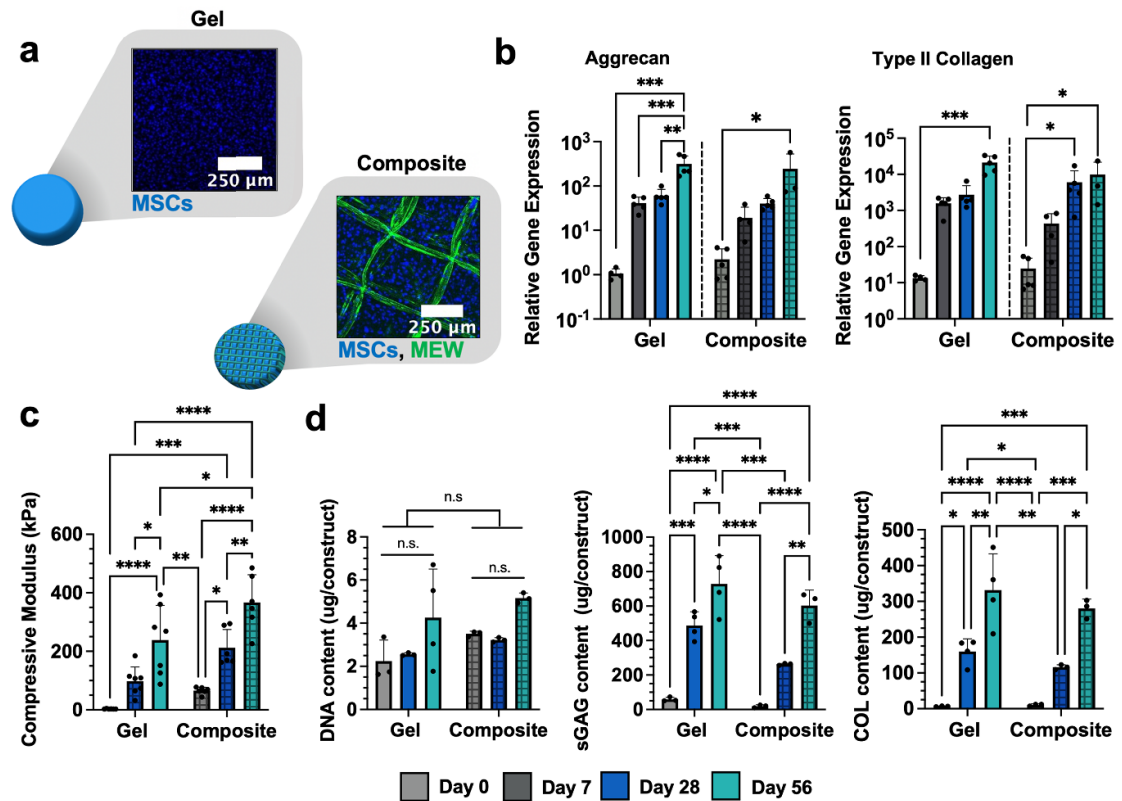 a
Gel
250 µm
MSCs
Composite
250 µm
MSCs, MEW
b
Aggrecan
Relative Gene Expression
10³
10²
10¹
10⁰
10⁻¹
***
***
**
*
Gel
Composite
Type II Collagen
Relative Gene Expression
10⁵
10⁴
10³
10²
10¹
10⁰
***
*
*
Gel
Composite
c
Compressive Modulus (kPa)
600
400
200
0
****
***
*
****
*
**
****
**
*
Gel
Composite
d
DNA content (ug/construct)
8
6
4
2
0
n.s
n.s.
n.s.
Gel
Composite
sGAG content (ug/construct)
1000
800
600
400
200
0
****
***
****
***
*
****
***
****
**
Gel
Composite
COL content (ug/construct)
500
400
300
200
100
0
***
*
****
****
***
*
**
**
*
Gel
Composite
Day 0
Day 7
Day 28
Day 56